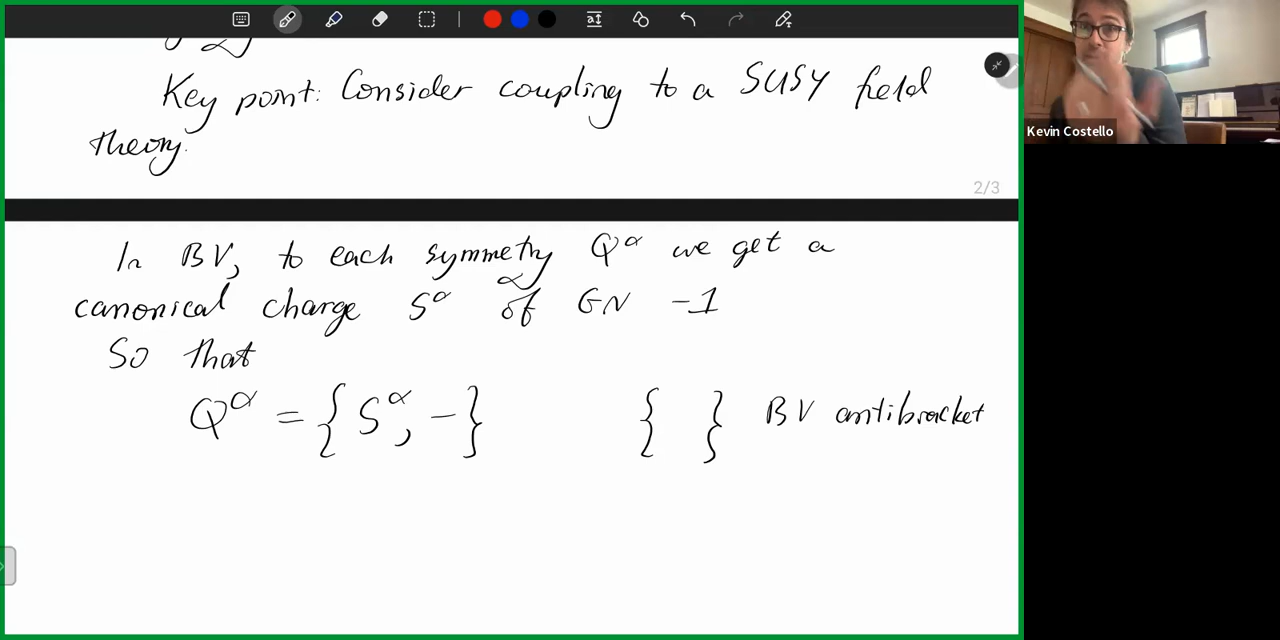 Key point: Consider coupling to a SUSY field
theory.
2/3
In BV, to each symmetry Q^α we get a
canonical charge S^α of GN -1
So that
Q^α = { S^α, - } { } BV antibracket
Kevin Costello